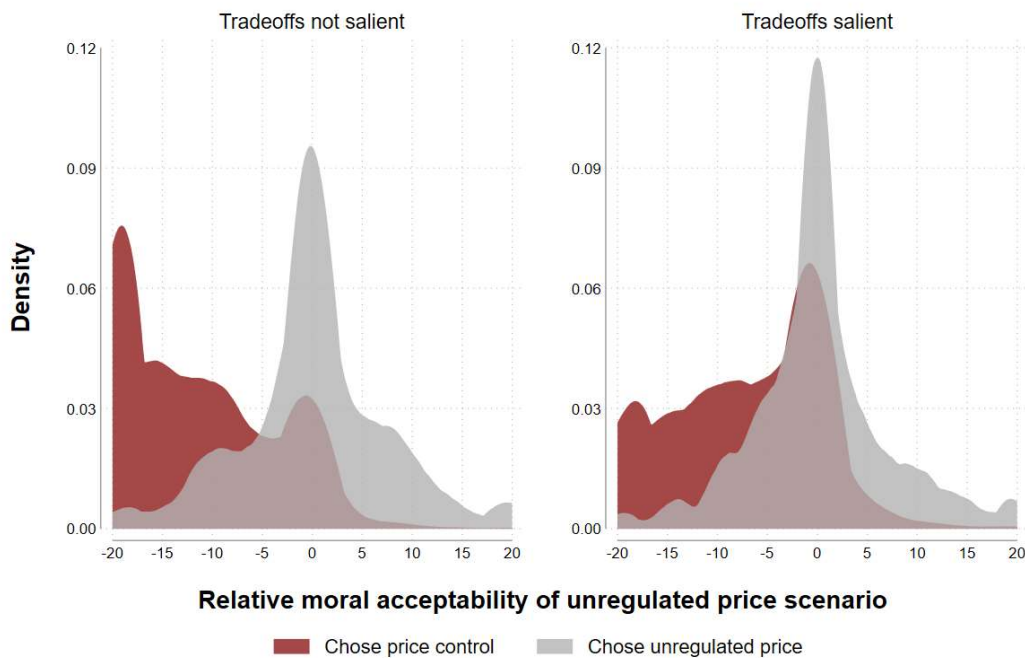 Tradeoffs not salient
Tradeoffs salient
0.12
0.09
0.06
0.03
0.00
-20 -15 -10 -5 0 5 10 15 20
0.12
0.09
0.06
0.03
0.00
-20 -15 -10 -5 0 5 10 15 20
Density
Relative moral acceptability of unregulated price scenario
Chose price control
Chose unregulated price